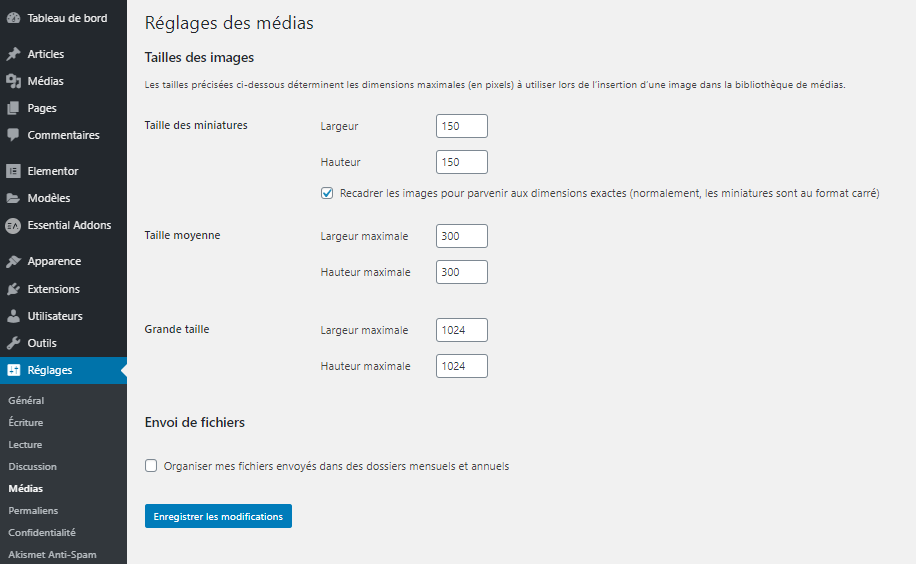 Tableau de bord
Articles
Médias
Pages
Commentaires
Elementor
Modèles
Essential Addons
Apparence
Extensions
Utilisateurs
Outils
Réglages
Général
Écriture
Lecture
Discussion
Médias
Permaliens
Confidentialité
Akismet Anti-Spam
Réglages des médias
Tailles des images
Les tailles précisées ci-dessous déterminent les dimensions maximales (en pixels) à utiliser lors de l’insertion d’une image dans la bibliothèque de médias.
Taille des miniatures
Largeur 150
Hauteur 150
Recadrer les images pour parvenir aux dimensions exactes (normalement, les miniatures sont au format carré)
Taille moyenne
Largeur maximale 300
Hauteur maximale 300
Grande taille
Largeur maximale 1024
Hauteur maximale 1024
Envoi de fichiers
Organiser mes fichiers envoyés dans des dossiers mensuels et annuels
Enregistrer les modifications